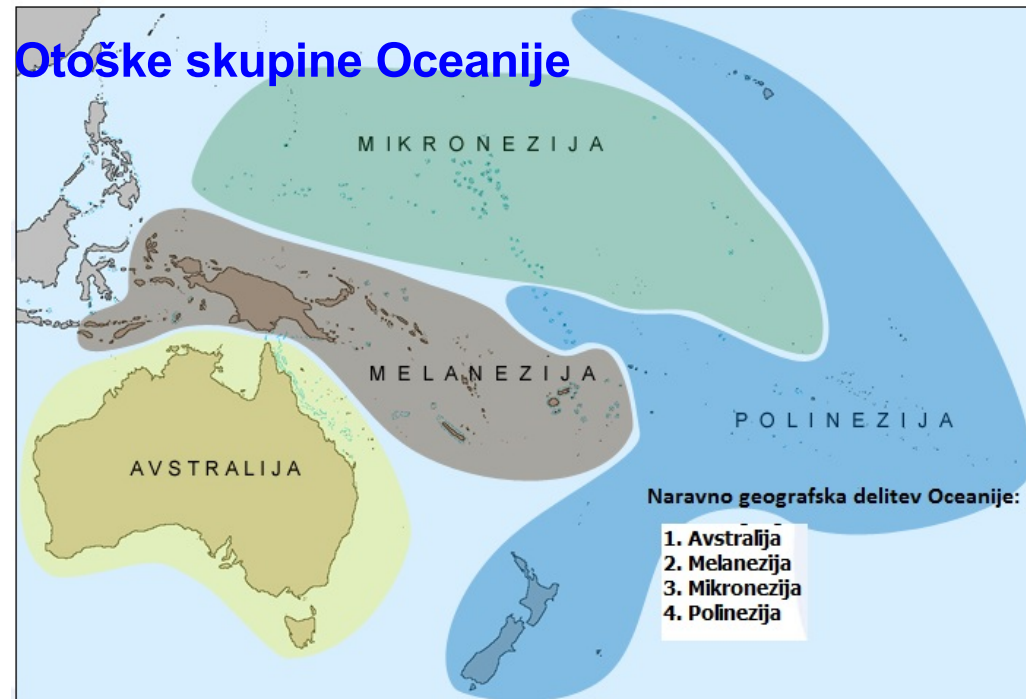 Otoške skupine Oceanije
MIKRONEZIJA
MELANEZIJA
POLINEZIJA
AVSTRALIJA
Naravno geografska delitev Oceanije:
1. Avstralija
2. Melanezija
3. Mikronezija
4. Polinezija